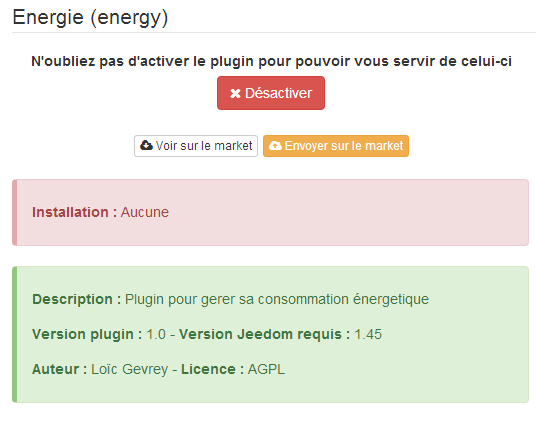 Energie (energy)
N'oubliez pas d'activer le plugin pour pouvoir vous servir de celui-ci
Désactiver
Voir sur le market
Envoyer sur le market
Installation : Aucune
Description : Plugin pour gerer sa consommation énergetique
Version plugin : 1.0 - Version Jeedom requis : 1.45
Auteur : Loïc Gevrey - Licence : AGPL